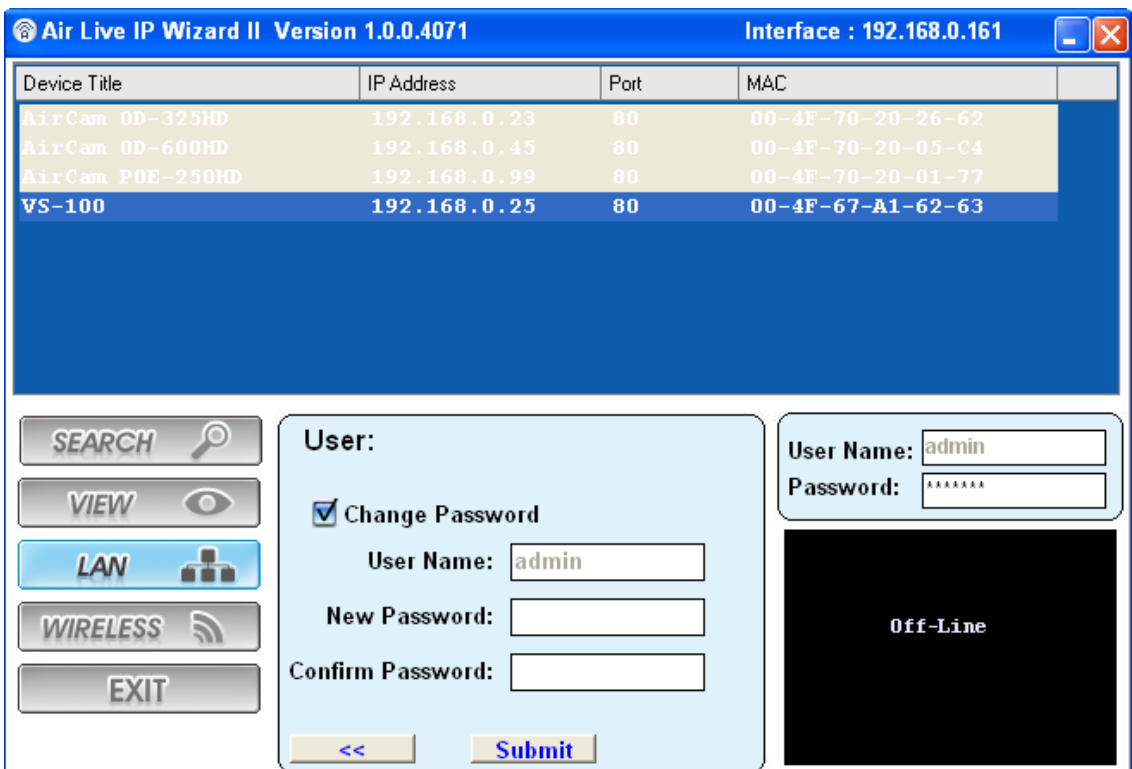 Air Live IP Wizard II Version 1.0.0.4071 Interface : 192.168.0.161
Device Title IP Address Port MAC
AirCam OD-325HD 192.168.0.23 80 00-4F-70-20-26-62
AirCam OD-600HD 192.168.0.45 80 00-4F-70-20-05-C4
AirCam POE-250HD 192.168.0.99 80 00-4F-70-20-01-77
VS-100 192.168.0.25 80 00-4F-67-A1-62-63
SEARCH
VIEW
LAN
WIRELESS
EXIT
User:
Change Password
User Name: admin
New Password:
Confirm Password:
<< Submit
User Name: admin
Password: *******
Off-Line